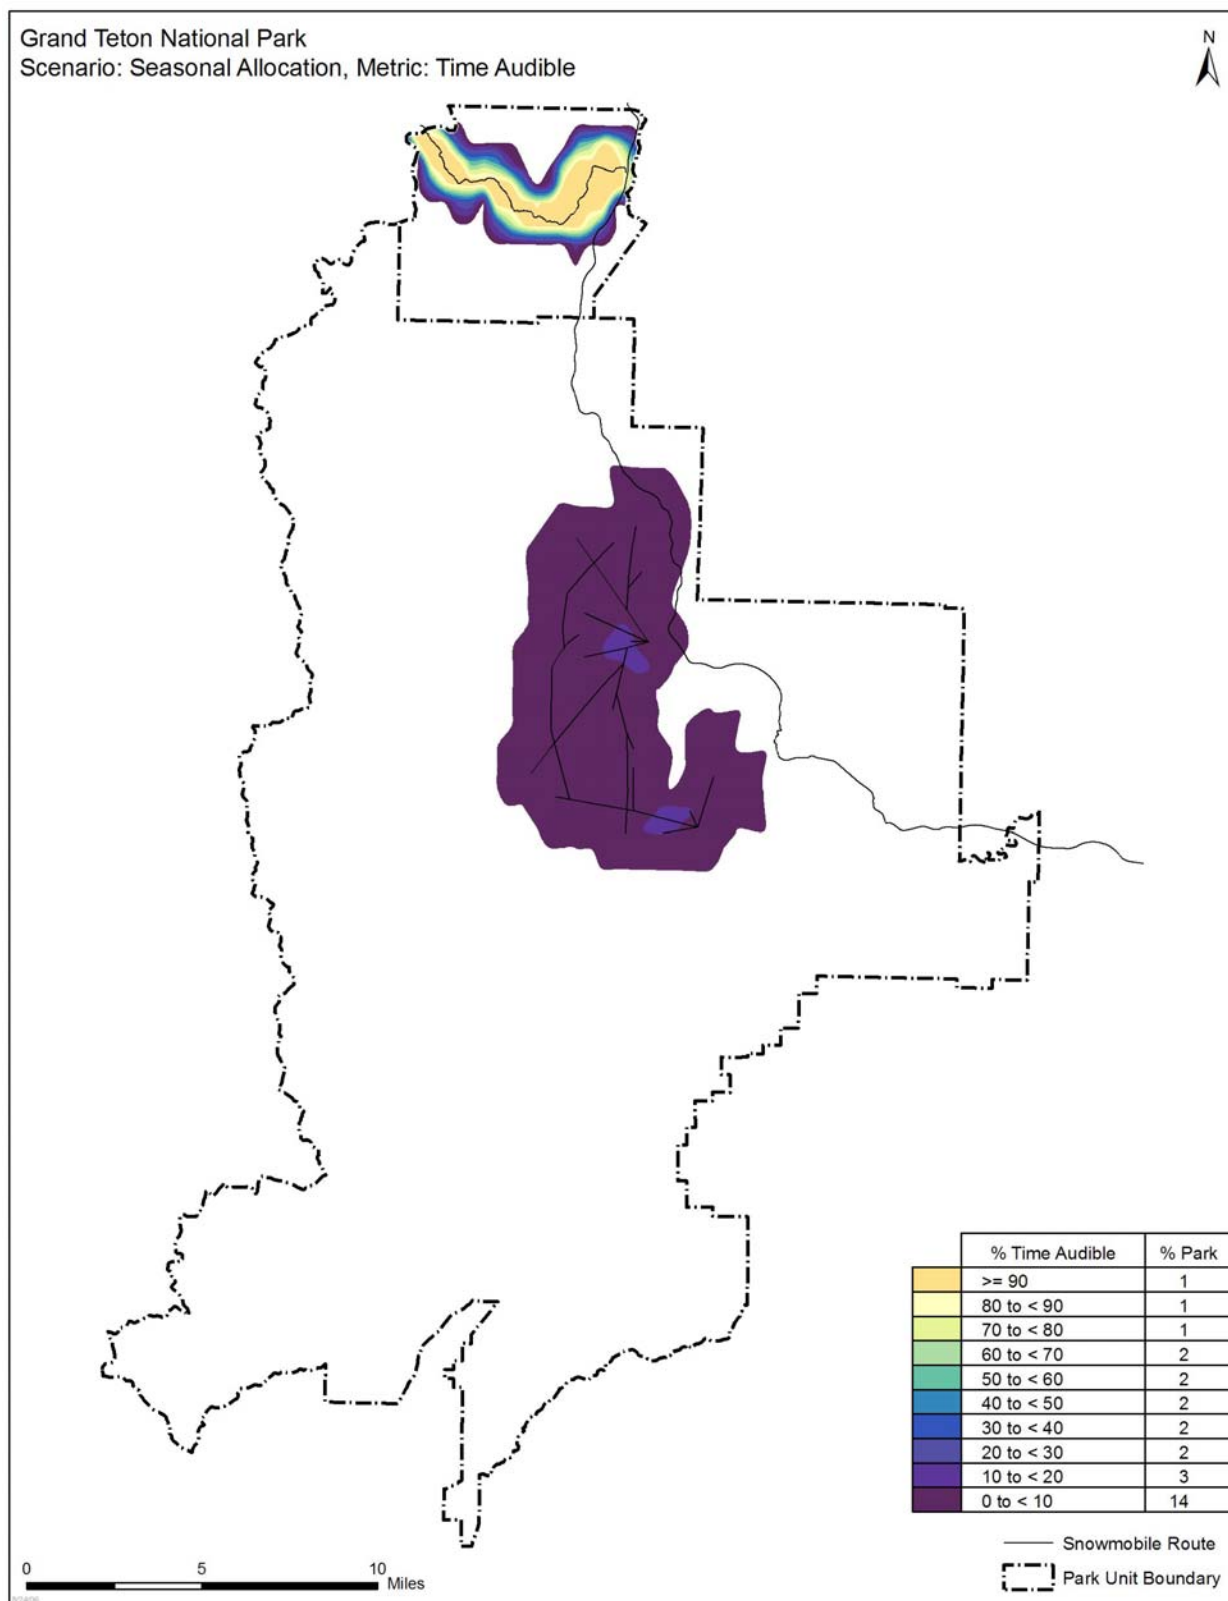 Grand Teton National Park
Scenario: Seasonal Allocation, Metric: Time Audible
N
% Time Audible % Park
>= 90 1
80 to < 90 1
70 to < 80 1
60 to < 70 2
50 to < 60 2
40 to < 50 2
30 to < 40 2
20 to < 30 2
10 to < 20 3
0 to < 10 14
Snowmobile Route
Park Unit Boundary
0 5 10
Miles